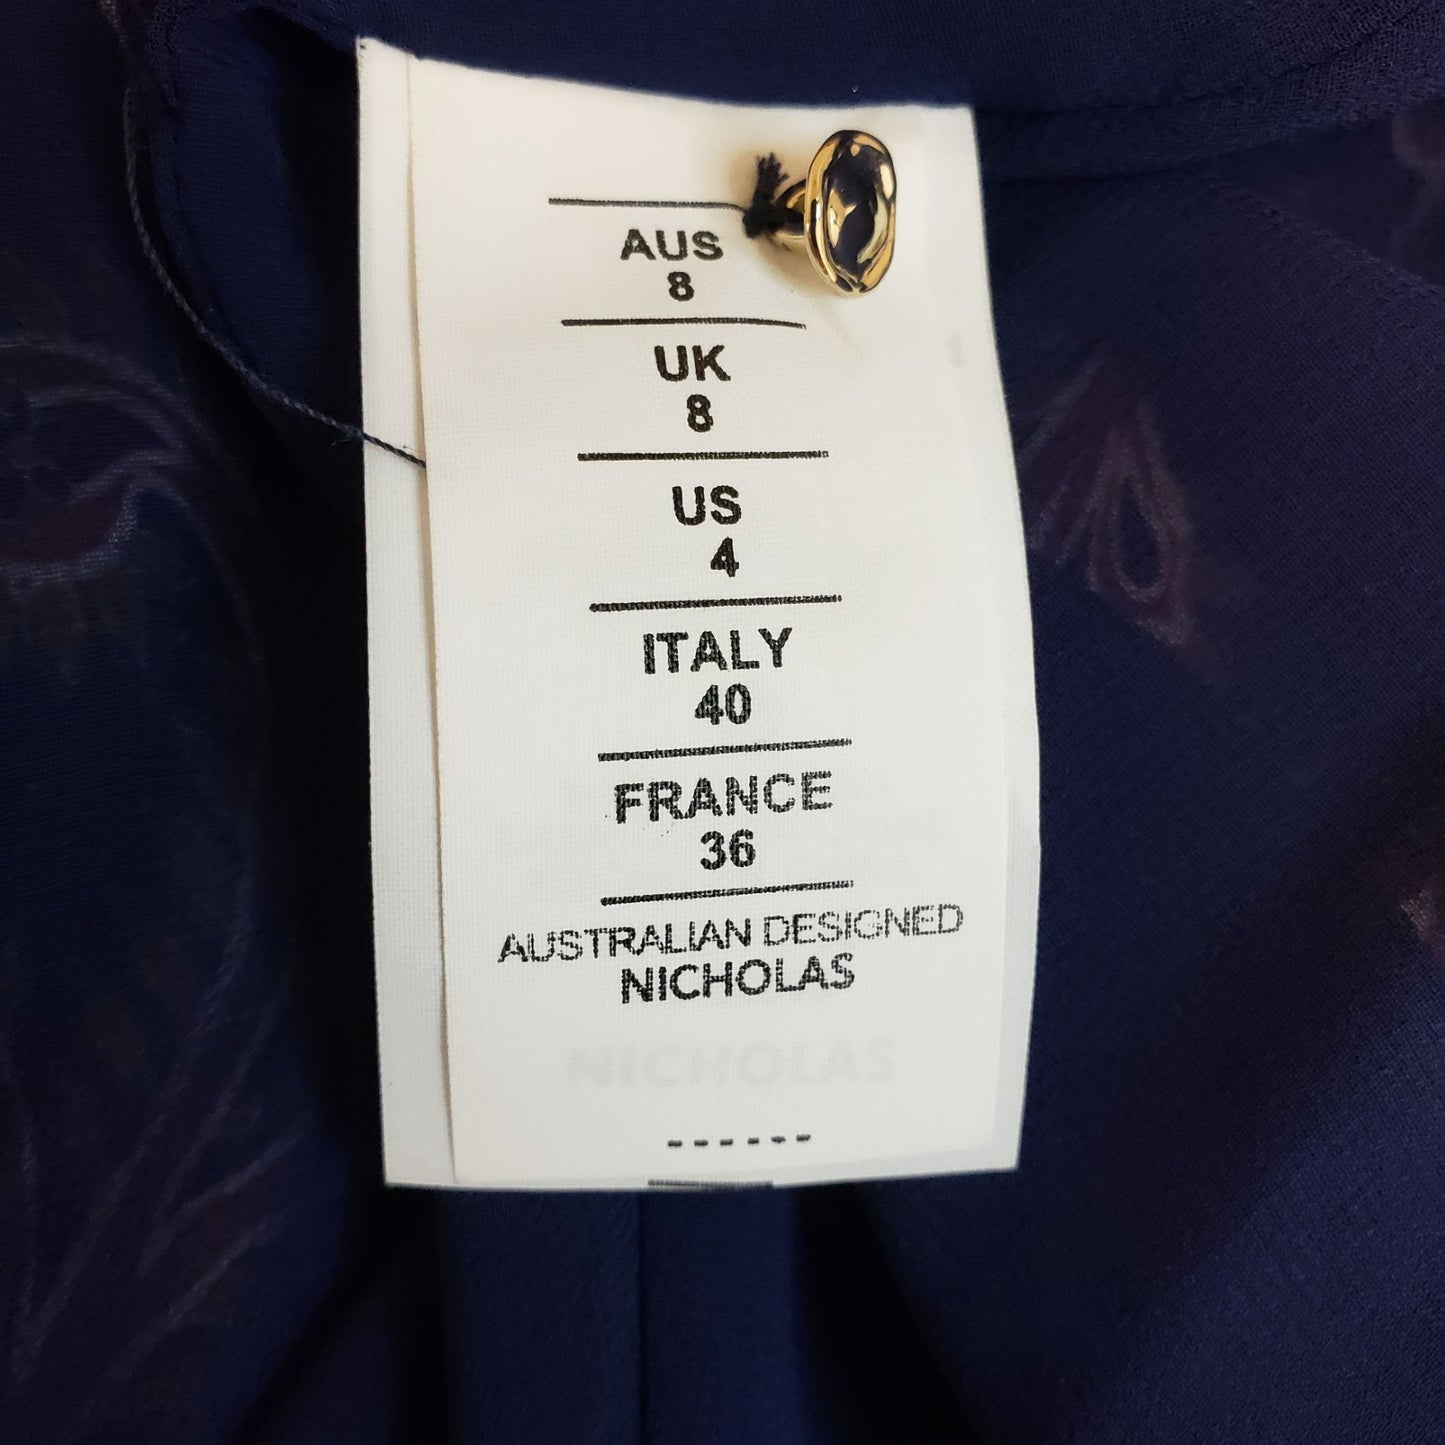 AUS
8
UK
8
US
4
ITALY
40
FRANCE
36
AUSTRALIAN DESIGNED
NICHOLAS
NICHOLAS